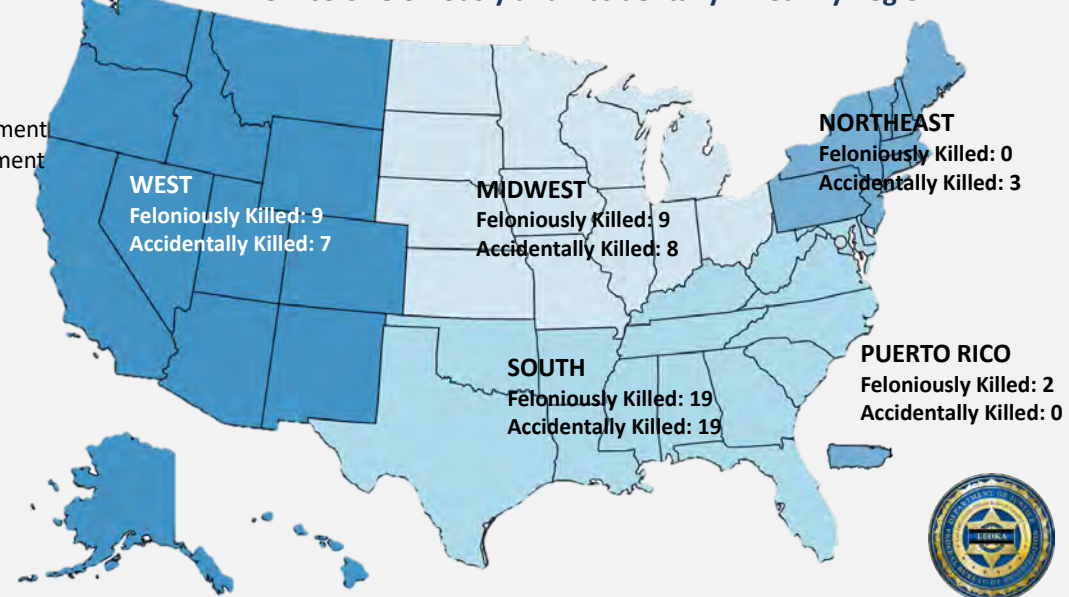 NORTHEAST
Feloniously Killed: 0
Accidentally Killed: 3
WEST
Feloniously Killed: 9
Accidentally Killed: 7
MIDWEST
Feloniously Killed: 9
Accidentally Killed: 8
SOUTH
Feloniously Killed: 19
Accidentally Killed: 19
PUERTO RICO
Feloniously Killed: 2
Accidentally Killed: 0
LEOKA